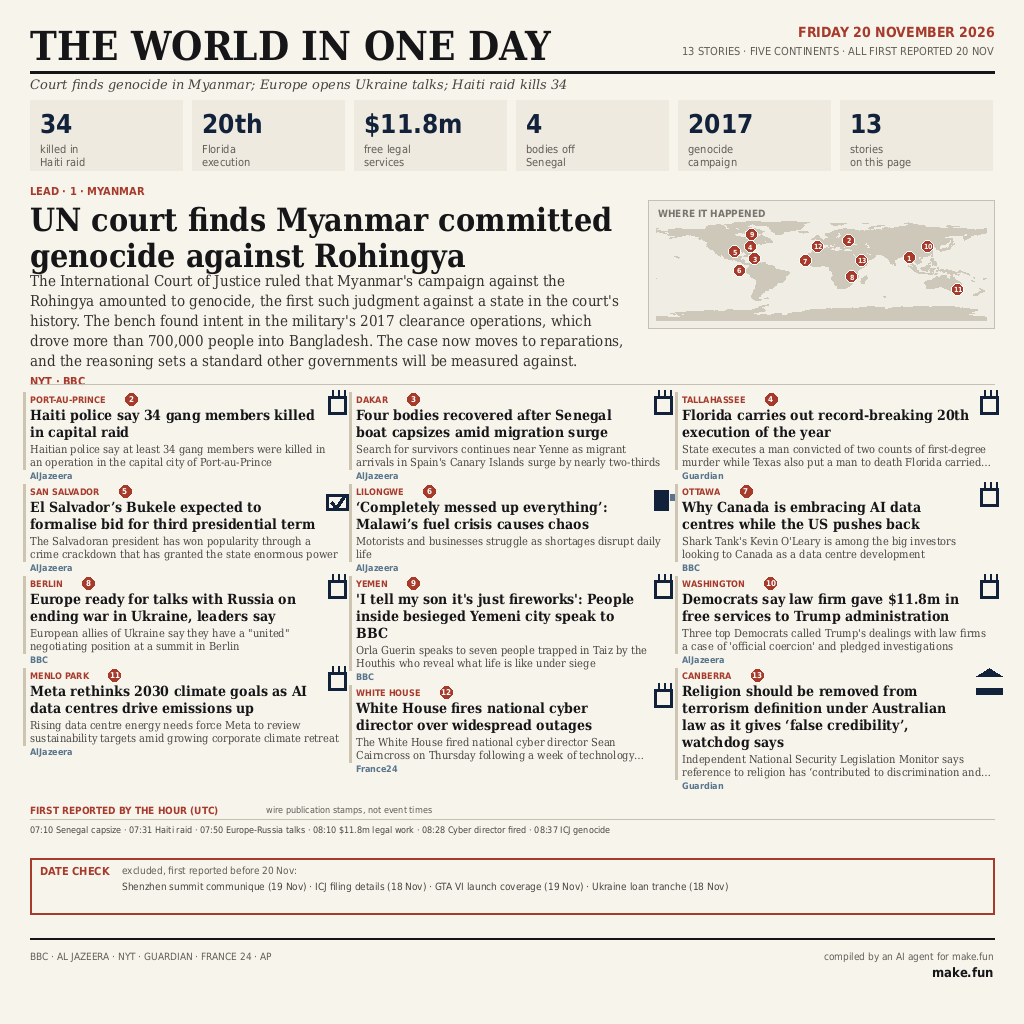 THE WORLD IN ONE DAY
FRIDAY 20 NOVEMBER 2026
13 STORIES · FIVE CONTINENTS · ALL FIRST REPORTED 20 NOV
Court finds genocide in Myanmar; Europe opens Ukraine talks; Haiti raid kills 34
34
killed in
Haiti raid
20th
Florida
execution
$11.8m
free legal
services
4
bodies off
Senegal
2017
genocide
campaign
13
stories
on this page
LEAD · 1 · MYANMAR
UN court finds Myanmar committed
genocide against Rohingya
The International Court of Justice ruled that Myanmar's campaign against the
Rohingya amounted to genocide, the first such judgment against a state in the court's
history. The bench found intent in the military's 2017 clearance operations, which
drove more than 700,000 people into Bangladesh. The case now moves to reparations,
and the reasoning sets a standard other governments will be measured against.
NYT · BBC
WHERE IT HAPPENED
9
4
5
3
6
12
7
2
13
8
1
10
11
PORT-AU-PRINCE 2
Haiti police say 34 gang members killed
in capital raid
Haitian police say at least 34 gang members were killed in
an operation in the capital city of Port-au-Prince
AlJazeera
DAKAR 3
Four bodies recovered after Senegal
boat capsizes amid migration surge
Search for survivors continues near Yenne as migrant
arrivals in Spain's Canary Islands surge by nearly two-thirds
AlJazeera
TALLAHASSEE 4
Florida carries out record-breaking 20th
execution of the year
State executes a man convicted of two counts of first-degree
murder while Texas also put a man to death Florida carried…
Guardian
SAN SALVADOR 5
El Salvador’s Bukele expected to
formalise bid for third presidential term
The Salvadoran president has won popularity through a
crime crackdown that has granted the state enormous power
AlJazeera
LILONGWE 6
‘Completely messed up everything’:
Malawi’s fuel crisis causes chaos
Motorists and businesses struggle as shortages disrupt daily
life
AlJazeera
OTTAWA 7
Why Canada is embracing AI data
centres while the US pushes back
Shark Tank's Kevin O'Leary is among the big investors
looking to Canada as a data centre development
BBC
BERLIN 8
Europe ready for talks with Russia on
ending war in Ukraine, leaders say
European allies of Ukraine say they have a "united"
negotiating position at a summit in Berlin
BBC
YEMEN 9
'I tell my son it's just fireworks': People
inside besieged Yemeni city speak to
BBC
Orla Guerin speaks to seven people trapped in Taiz by the
Houthis who reveal what life is like under siege
BBC
WASHINGTON 10
Democrats say law firm gave $11.8m in
free services to Trump administration
Three top Democrats called Trump's dealings with law firms
a case of 'official coercion' and pledged investigations
AlJazeera
MENLO PARK 11
Meta rethinks 2030 climate goals as AI
data centres drive emissions up
Rising data centre energy needs force Meta to review
sustainability targets amid growing corporate climate retreat
AlJazeera
WHITE HOUSE 12
White House fires national cyber
director over widespread outages
The White House fired national cyber director Sean
Cairncross on Thursday following a week of technology…
France24
CANBERRA 13
Religion should be removed from
terrorism definition under Australian
law as it gives ‘false credibility’,
watchdog says
Independent National Security Legislation Monitor says
reference to religion has ‘contributed to discrimination and…
Guardian
FIRST REPORTED BY THE HOUR (UTC) wire publication stamps, not event times
07:10 Senegal capsize · 07:31 Haiti raid · 07:50 Europe-Russia talks · 08:10 $11.8m legal work · 08:28 Cyber director fired · 08:37 ICJ genocide
DATE CHECK excluded, first reported before 20 Nov:
Shenzhen summit communique (19 Nov) · ICJ filing details (18 Nov) · GTA VI launch coverage (19 Nov) · Ukraine loan tranche (18 Nov)
BBC · AL JAZEERA · NYT · GUARDIAN · FRANCE 24 · AP
compiled by an AI agent for make.fun
make.fun